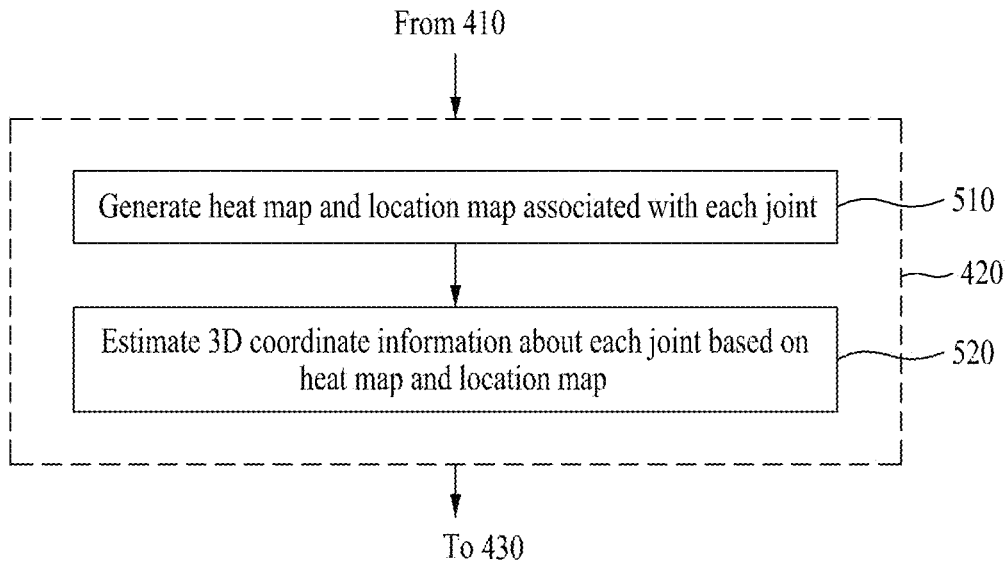 From 410
Generate heat map and location map associated with each joint
510
420
Estimate 3D coordinate information about each joint based on
heat map and location map
520
To 430